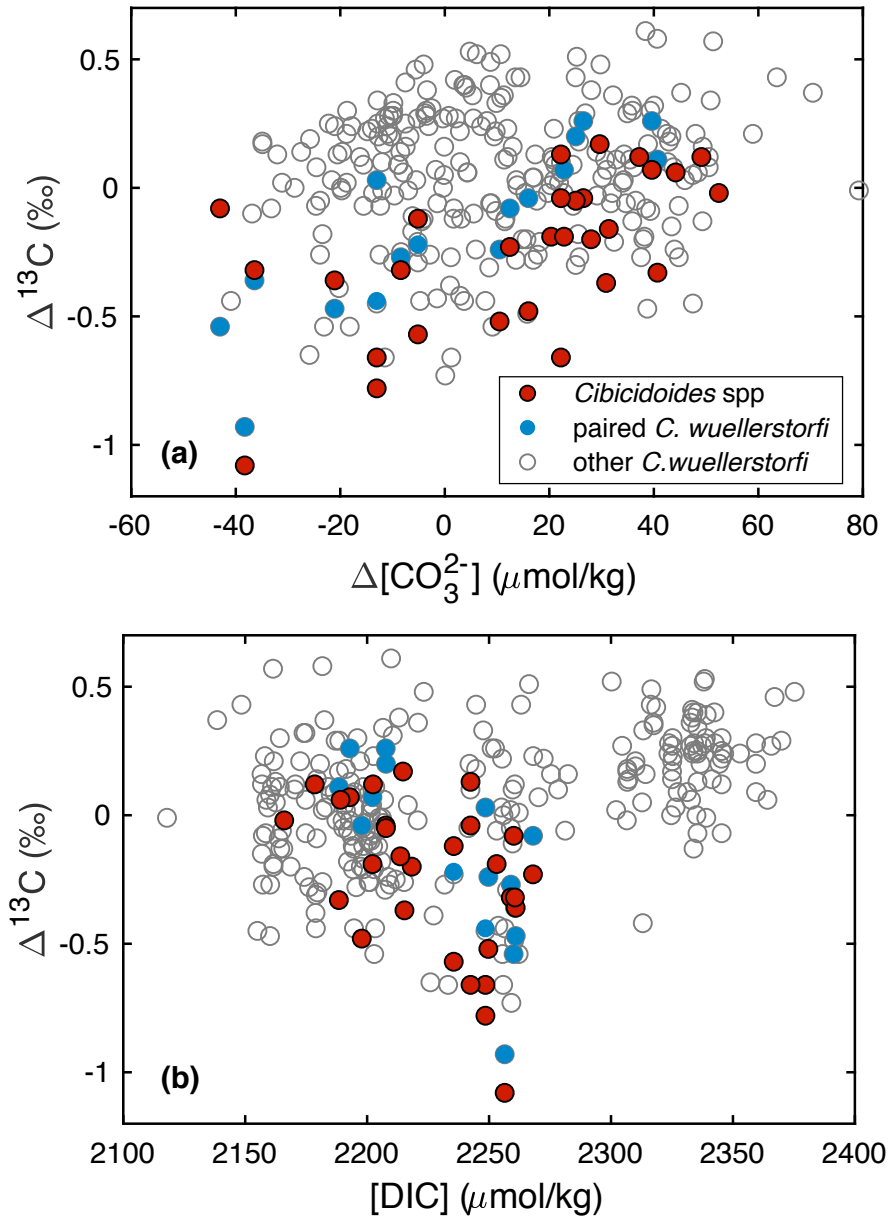 0.5
0
-0.5
-1
Δ ¹³C (‰)
(a)
Cibicidoides spp
paired C. wuellerstorfi
other C.wuellerstorfi
-60 -40 -20 0 20 40 60 80
Δ[CO₃²⁻] (μmol/kg)
0.5
0
-0.5
-1
Δ ¹³C (‰)
(b)
2100 2150 2200 2250 2300 2350 2400
[DIC] (μmol/kg)